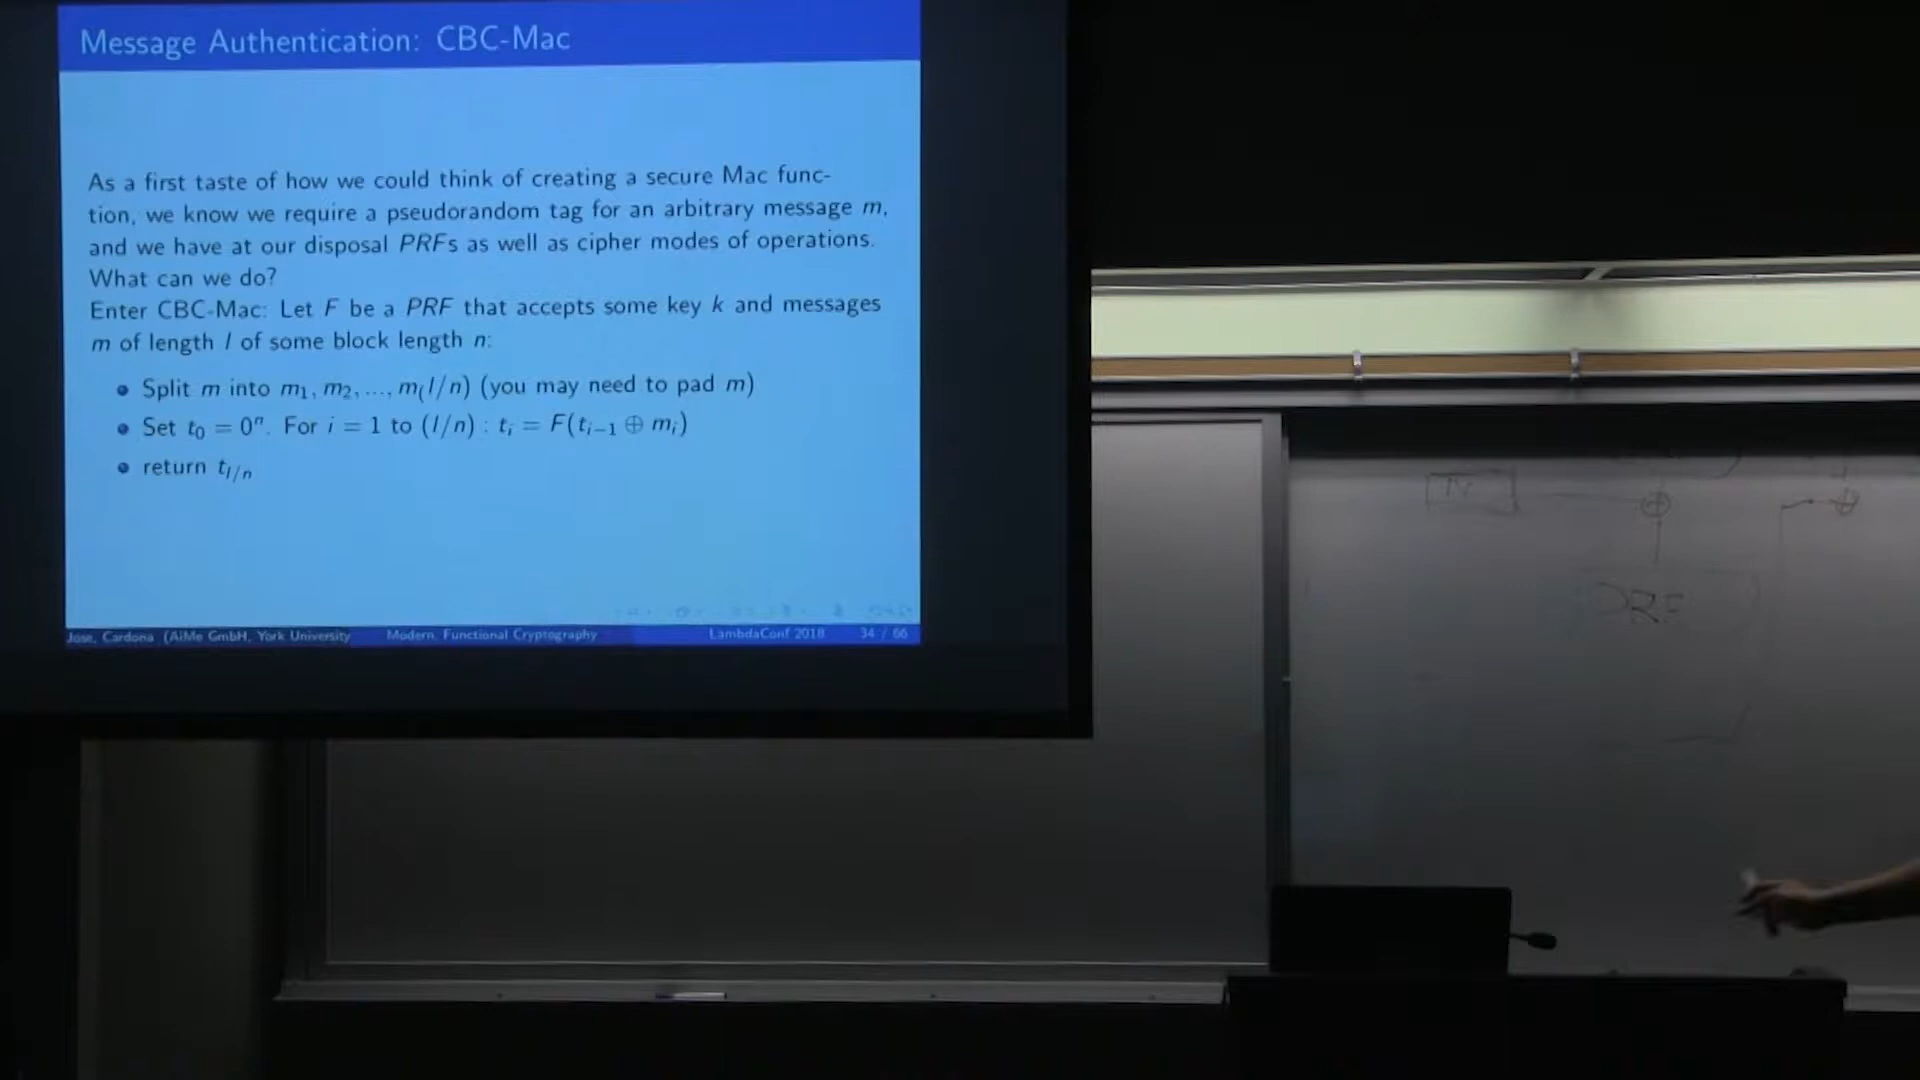 Message Authentication: CBC-Mac
As a first taste of how we could think of creating a secure Mac func-
tion, we know we require a pseudorandom tag for an arbitrary message m,
and we have at our disposal PRFs as well as cipher modes of operations.
What can we do?
Enter CBC-Mac: Let F be a PRF that accepts some key k and messages
m of length l of some block length n:
• Split m into m₁, m₂, ..., m₍l/n) (you may need to pad m)
• Set t₀ = 0ⁿ. For i = 1 to (l/n) : tᵢ = F(tᵢ₋₁ ⊕ mᵢ)
• return t_{l/n}
Jose, Cardona (AiMe GmbH, York University
Modern, Functional Cryptography
LambdaConf 2018
34 / 66
IV
PRF